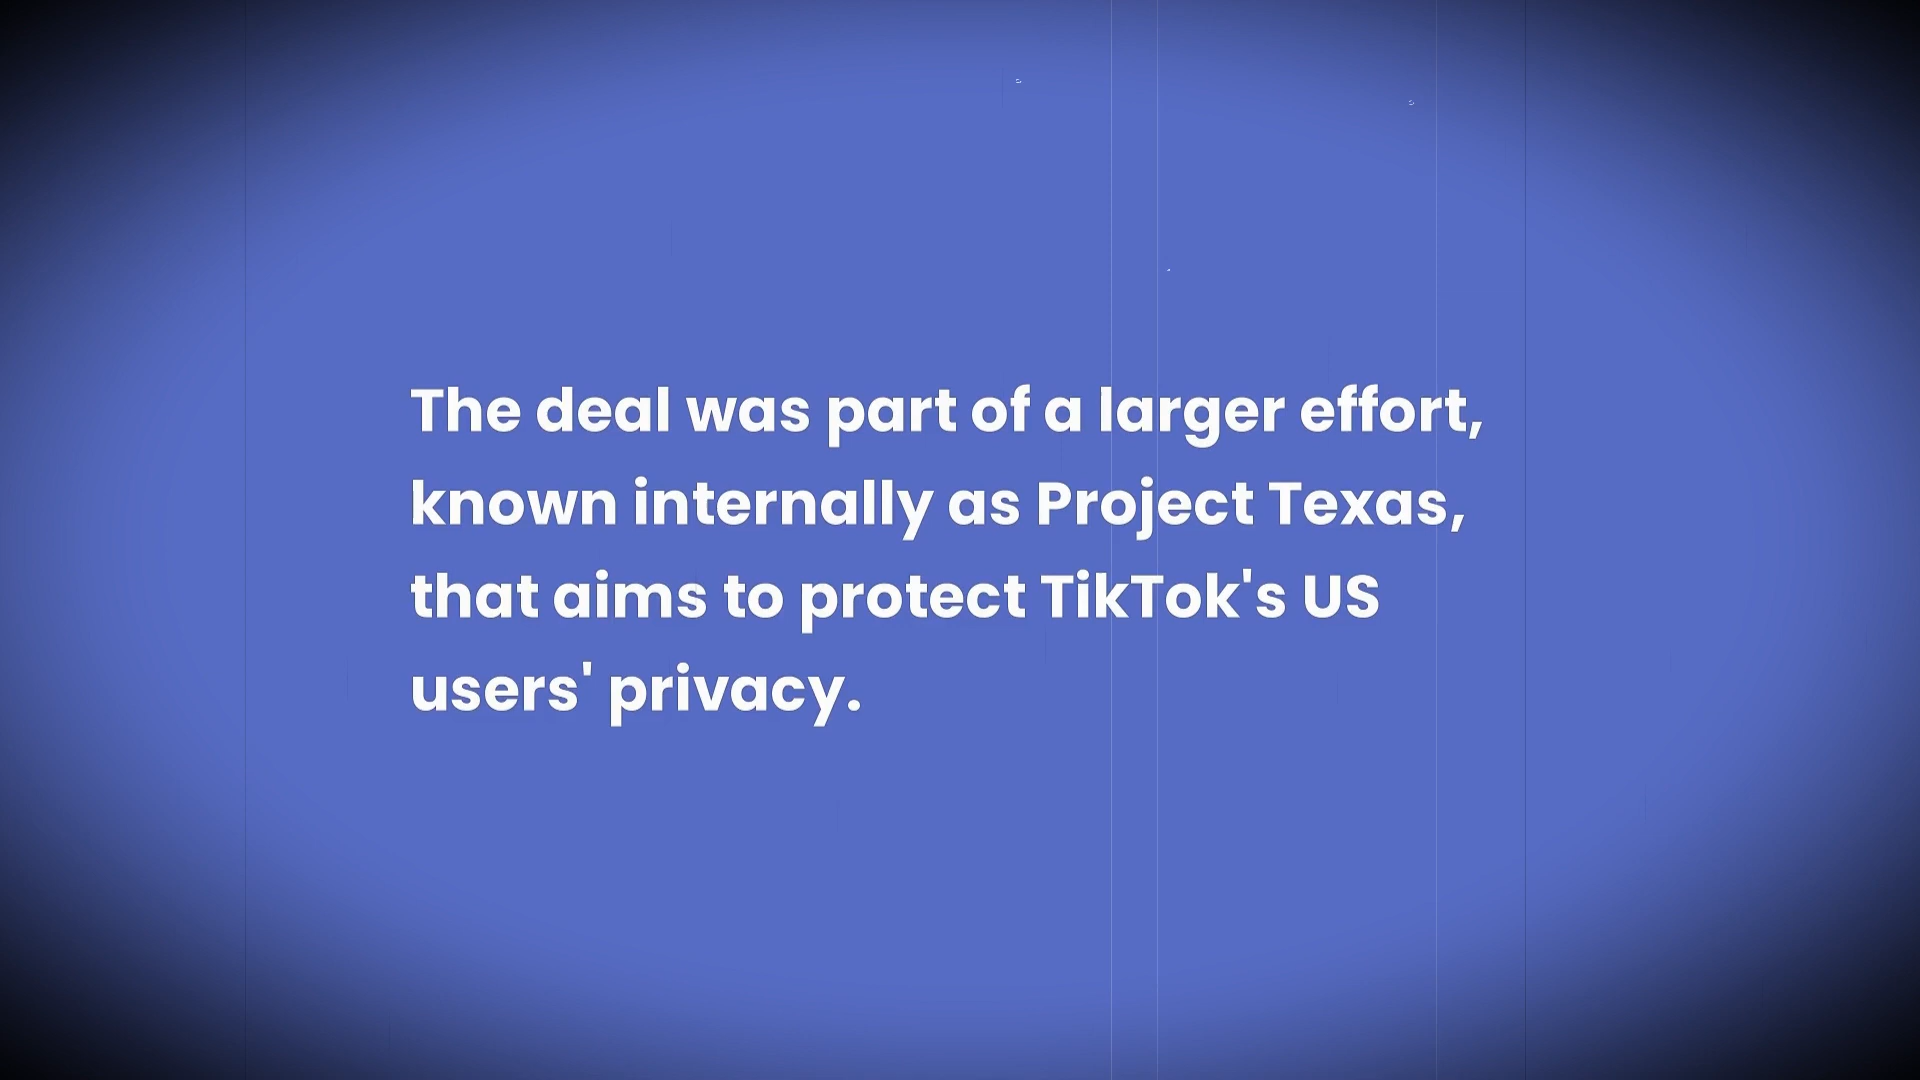 The deal was part of a larger effort,
known internally as Project Texas,
that aims to protect TikTok's US
users' privacy.